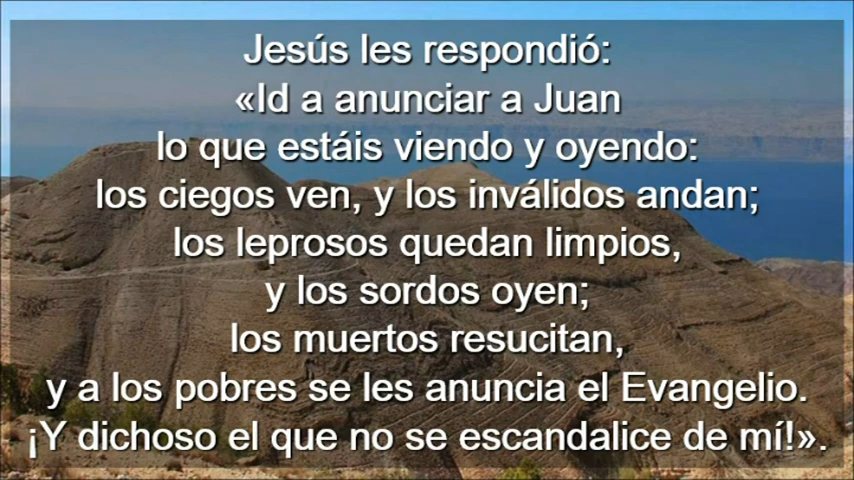 Jesús les respondió:
«Id a anunciar a Juan
lo que estáis viendo y oyendo:
los ciegos ven, y los inválidos andan;
los leprosos quedan limpios,
y los sordos oyen;
los muertos resucitan,
y a los pobres se les anuncia el Evangelio.
¡Y dichoso el que no se escandalice de mí!».